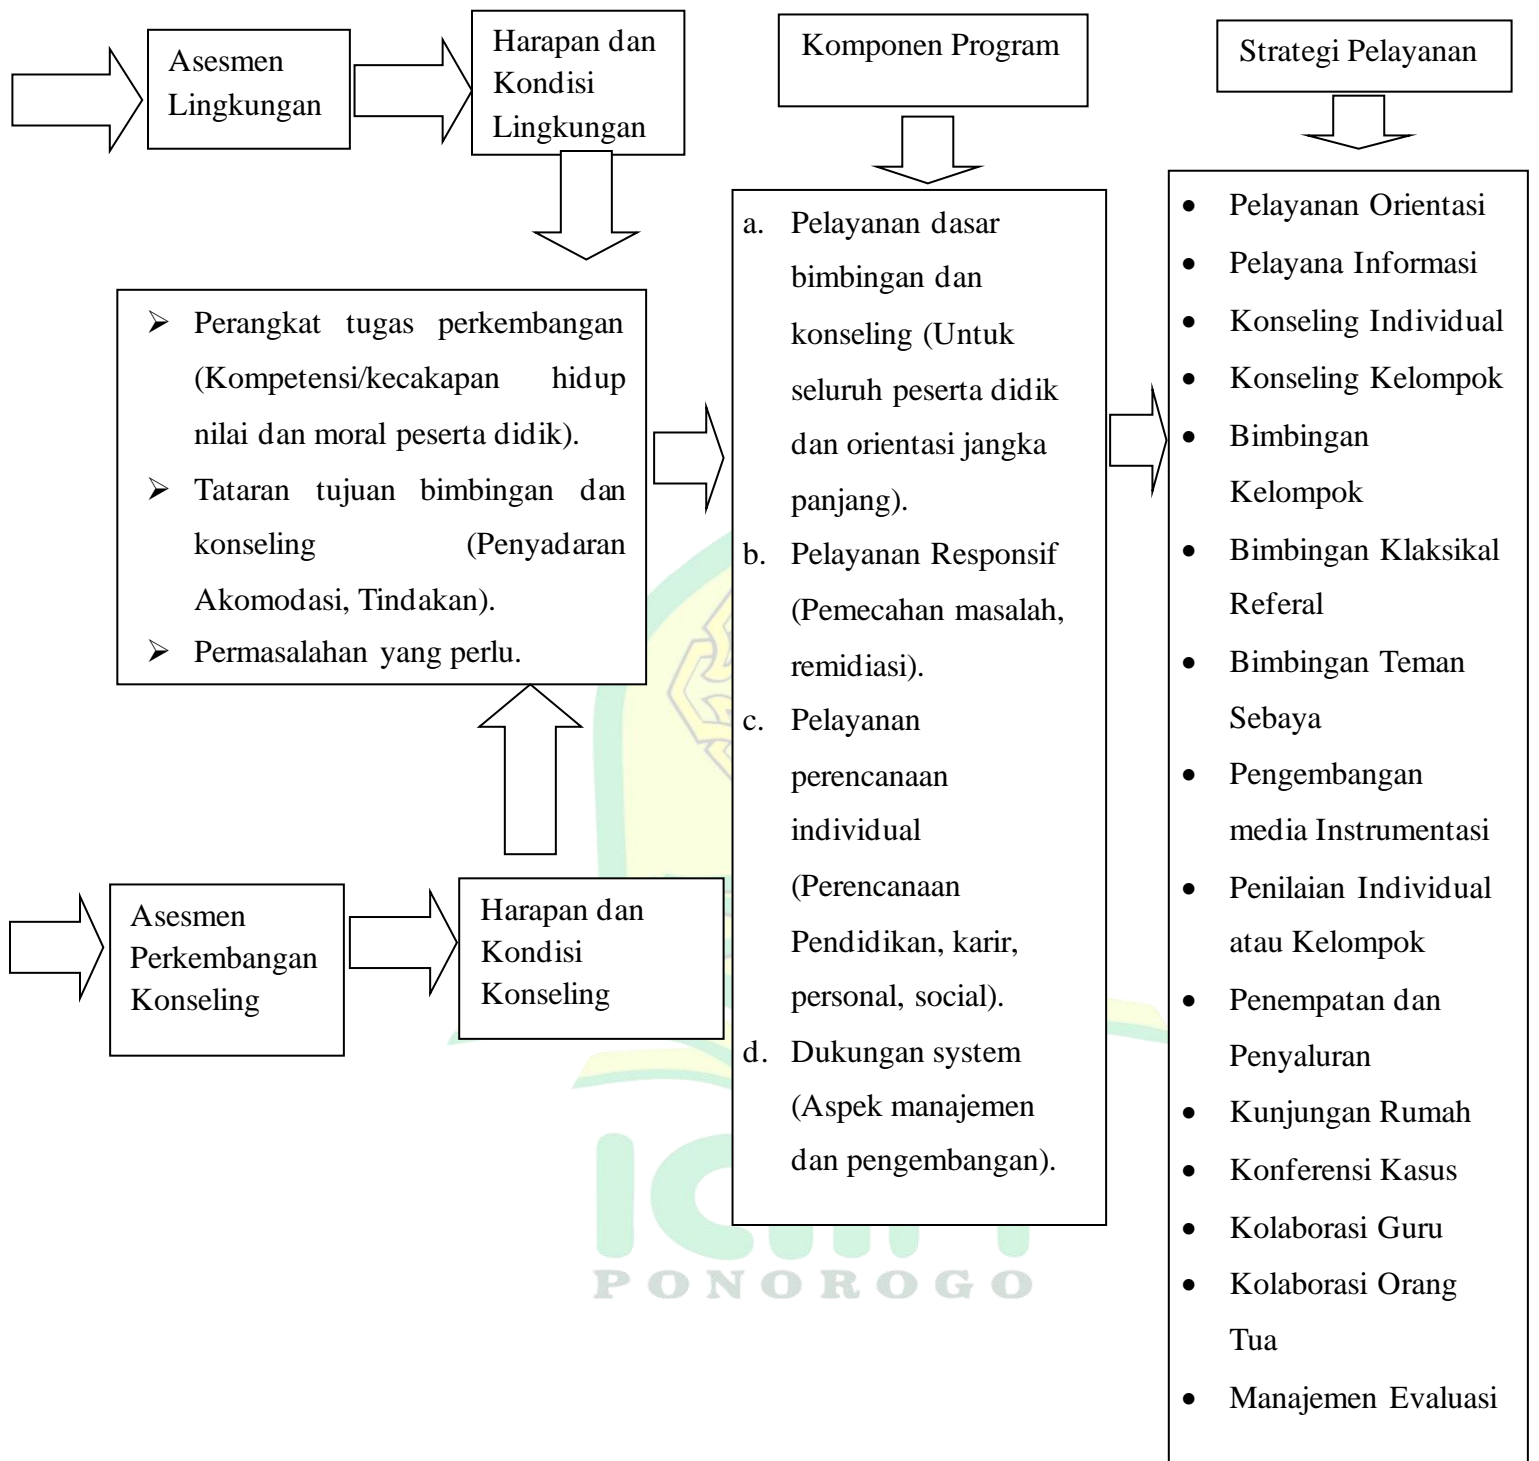 Asesmen
Lingkungan
Harapan dan
Kondisi
Lingkungan
Komponen Program
Strategi Pelayanan
➢ Perangkat tugas perkembangan
(Kompetensi/kecakapan hidup
nilai dan moral peserta didik).
➢ Tataran tujuan bimbingan dan
konseling (Penyadaran
Akomodasi, Tindakan).
➢ Permasalahan yang perlu.
Asesmen
Perkembangan
Konseling
Harapan dan
Kondisi
Konseling
a. Pelayanan dasar
bimbingan dan
konseling (Untuk
seluruh peserta didik
dan orientasi jangka
panjang).
b. Pelayanan Responsif
(Pemecahan masalah,
remidiasi).
c. Pelayanan
perencanaan
individual
(Perencanaan
Pendidikan, karir,
personal, social).
d. Dukungan system
(Aspek manajemen
dan pengembangan).
• Pelayanan Orientasi
• Pelayana Informasi
• Konseling Individual
• Konseling Kelompok
• Bimbingan
Kelompok
• Bimbingan Klaksikal
Referal
• Bimbingan Teman
Sebaya
• Pengembangan
media Instrumentasi
• Penilaian Individual
atau Kelompok
• Penempatan dan
Penyaluran
• Kunjungan Rumah
• Konferensi Kasus
• Kolaborasi Guru
• Kolaborasi Orang
Tua
• Manajemen Evaluasi
PONOROGO